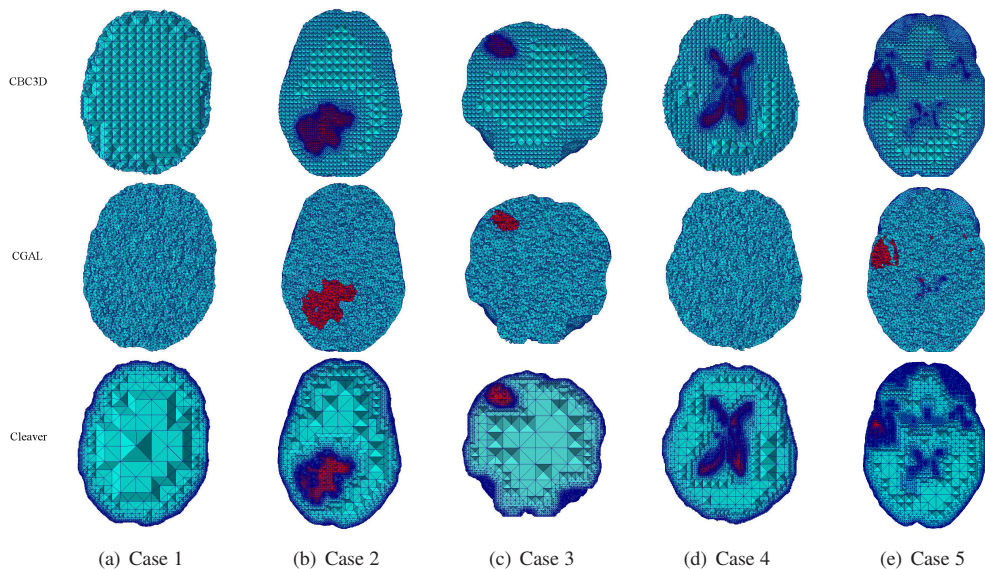 CBC3D
CGAL
Cleaver
(a) Case 1
(b) Case 2
(c) Case 3
(d) Case 4
(e) Case 5